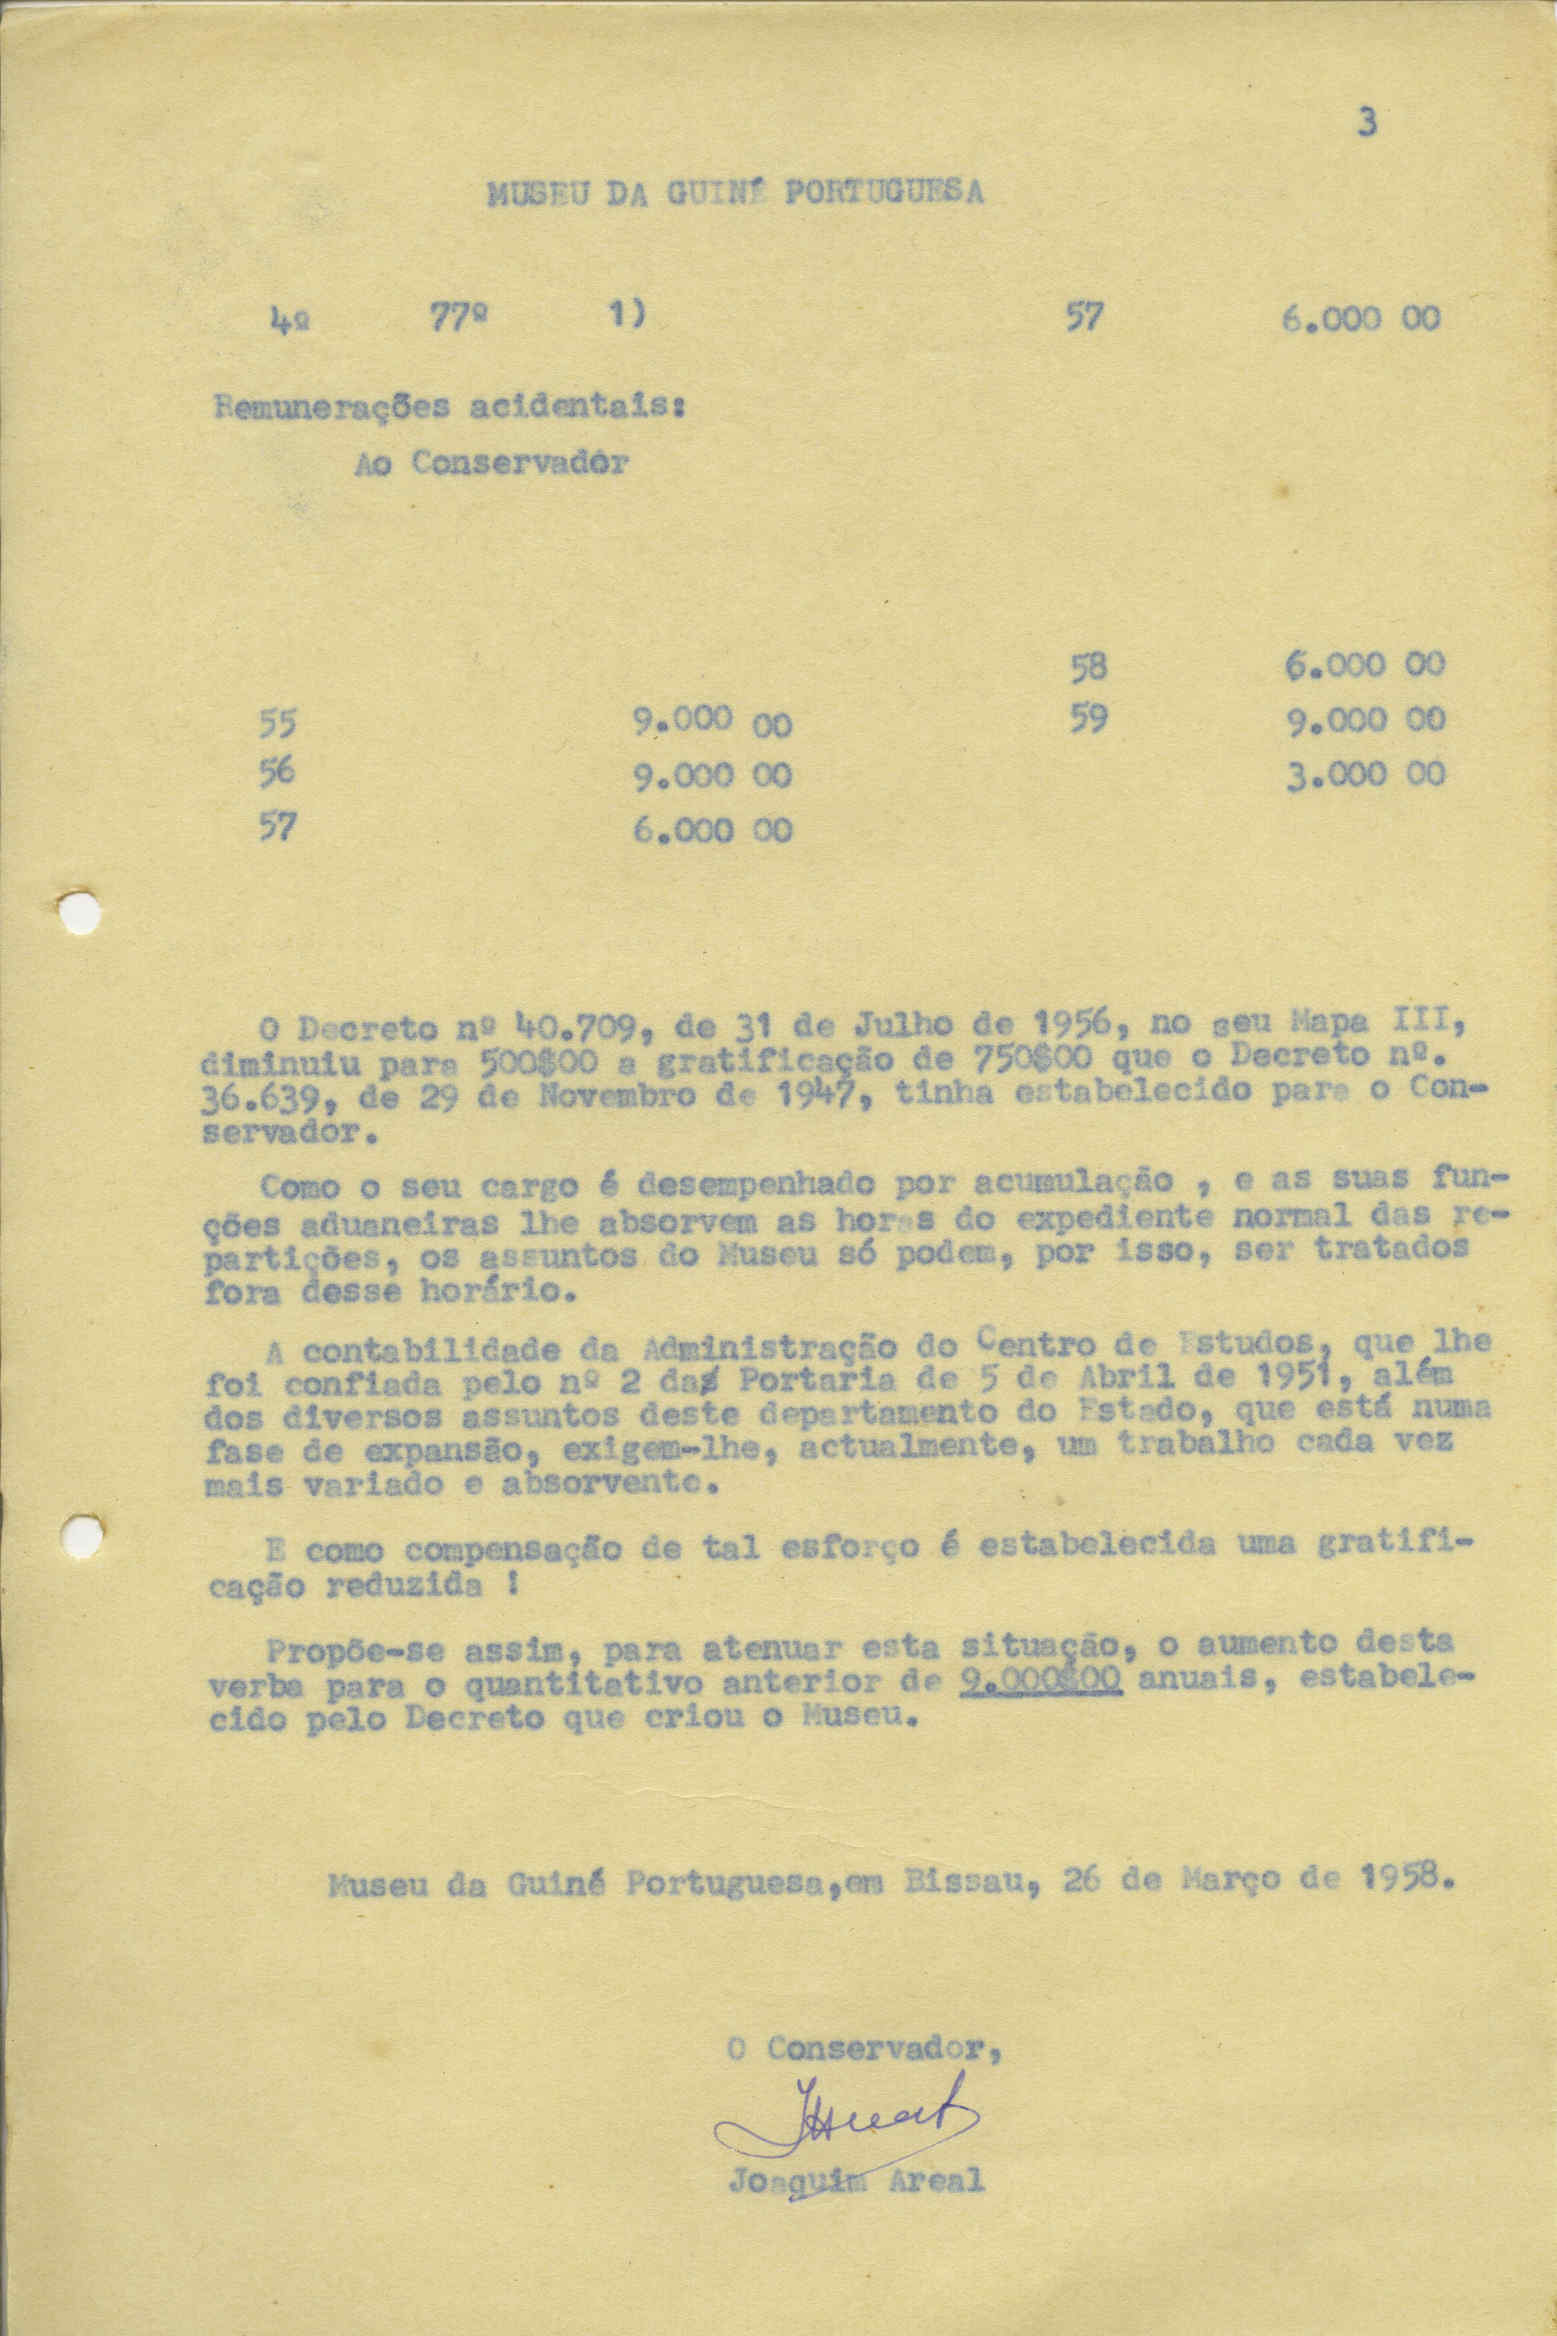 3
MUSEU DA GUINÉ PORTUGUESA
4º 77º 1) 57 6.000 00
Remunerações acidentais:
Ao Conservador
58 6.000 00
55 9.000 00 59 9.000 00
56 9.000 00 3.000 00
57 6.000 00
O Decreto nº 40.709, de 31 de Julho de 1956, no seu Mapa III,
diminuiu para 500$00 a gratificação de 750$00 que o Decreto nº.
36.639, de 29 de Novembro de 1947, tinha estabelecido para o Con-
servador.
Como o seu cargo é desempenhado por acumulação , e as suas fun-
ções aduaneiras lhe absorvem as horas do expediente normal das re-
partições, os assuntos do Museu só podem, por isso, ser tratados
fora desse horário.
A contabilidade da Administração do Centro de Estudos, que lhe
foi confiada pelo nº 2 da Portaria de 5 de Abril de 1951, além
dos diversos assuntos deste departamento do Estado, que está numa
fase de expansão, exigem-lhe, actualmente, um trabalho cada vez
mais variado e absorvente.
E como compensação de tal esforço é estabelecida uma gratifi-
cação reduzida !
Propõe-se assim, para atenuar esta situação, o aumento desta
verba para o quantitativo anterior de 9.000$00 anuais, estabele-
cido pelo Decreto que criou o Museu.
Museu da Guiné Portuguesa,em Bissau, 26 de Março de 1958.
O Conservador,
Joaquim Areal